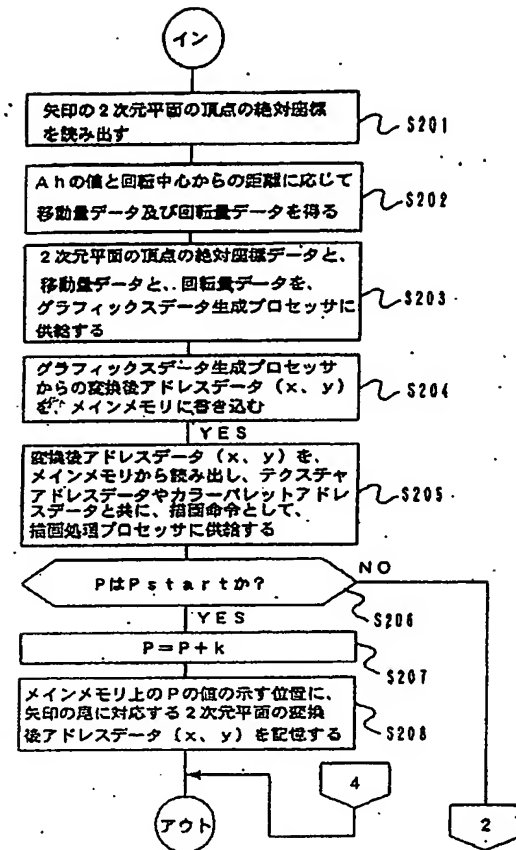 イン
矢印の2次元平面の頂点の絶対座標
を読み出す
S201
Ahの値と回転中心からの距離に応じて
移動量データ及び回転量データを得る
S202
2次元平面の頂点の絶対座標データと、
移動量データと、回転量データを、
グラフィックスデータ生成プロセッサに
供給する
S203
グラフィックスデータ生成プロセッサ
からの変換後アドレスデータ(x、y)
を、メインメモリに書き込む
S204
YES
変換後アドレスデータ(x、y)を、
メインメモリから読み出し、テクスチャ
アドレスデータやカラーパレットアドレ
スデータと共に、描画命令として、
描画処理プロセッサに供給する
S205
PはPstartか?
NO
S206
YES
P=P+k
S207
メインメモリ上のPの値の示す位置に、
矢印の尾に対応する2次元平面の変換
後アドレスデータ(x、y)を記憶する
S208
4
アウト
2